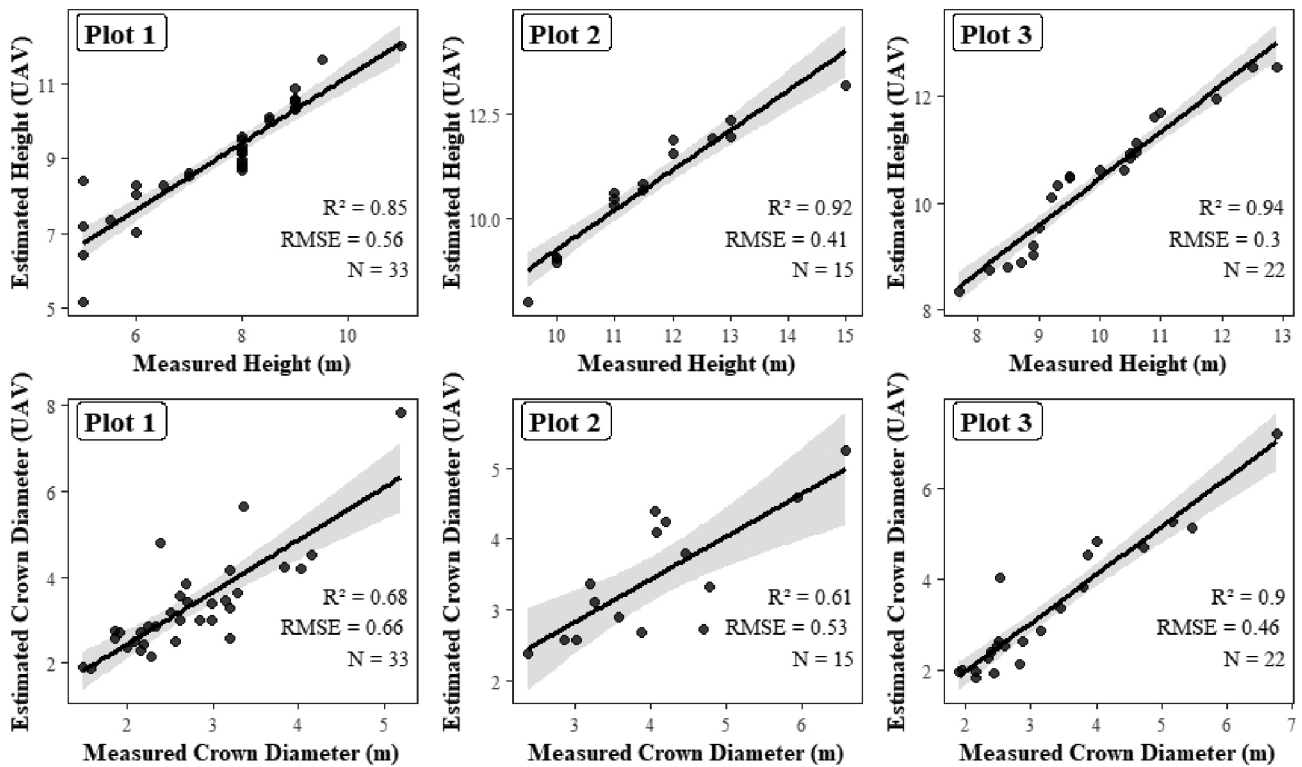 Plot 1
Estimated Height (UAV)
11
9
7
5
R² = 0.85
RMSE = 0.56
N = 33
6
8
10
Measured Height (m)
Plot 2
Estimated Height (UAV)
12.5
10.0
R² = 0.92
RMSE = 0.41
N = 15
10
11
12
13
14
15
Measured Height (m)
Plot 3
Estimated Height (UAV)
12
10
8
R² = 0.94
RMSE = 0.3
N = 22
8
9
10
11
12
13
Measured Height (m)
Plot 1
Estimated Crown Diameter (UAV)
8
6
4
2
R² = 0.68
RMSE = 0.66
N = 33
2
3
4
5
Measured Crown Diameter (m)
Plot 2
Estimated Crown Diameter (UAV)
5
4
3
2
R² = 0.61
RMSE = 0.53
N = 15
3
4
5
6
Measured Crown Diameter (m)
Plot 3
Estimated Crown Diameter (UAV)
6
4
2
R² = 0.9
RMSE = 0.46
N = 22
2
3
4
5
6
7
Measured Crown Diameter (m)